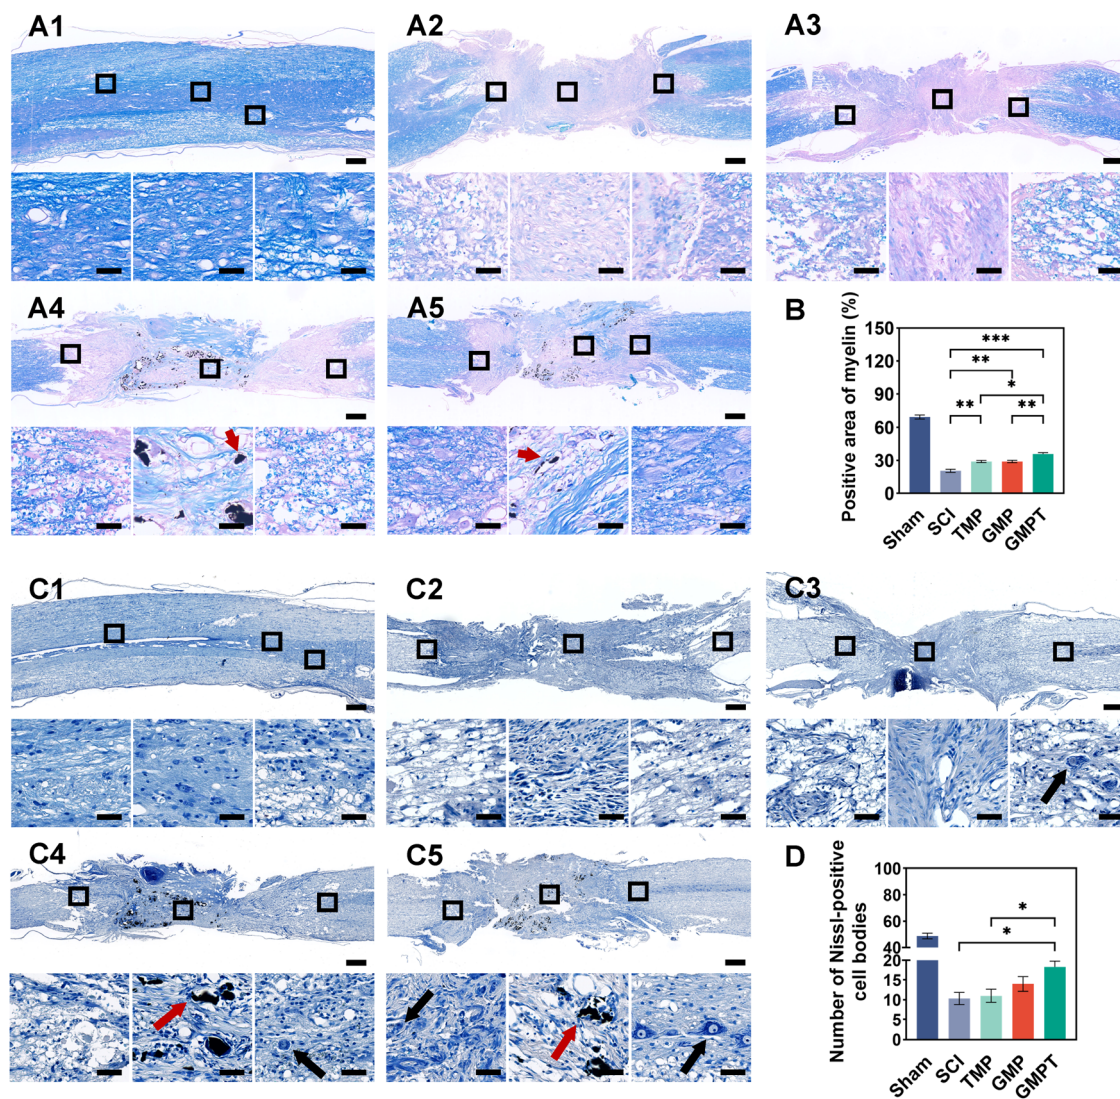 A1
A2
A3
A4
A5
B
Positive area of myelin (%)
150
120
90
60
30
0
***
**
*
**
**
Sham
SCI
TMP
GMP
GMPT
C1
C2
C3
C4
C5
D
Number of Nissl-positive
cell bodies
100
80
60
40
20
15
10
5
0
*
*
Sham
SCI
TMP
GMP
GMPT